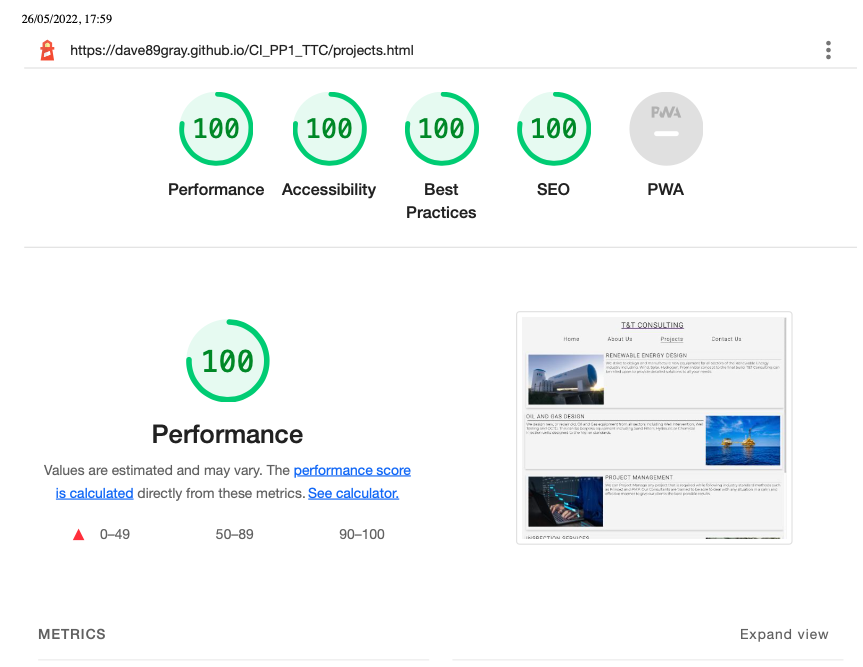 26/05/2022, 17:59
https://dave89gray.github.io/CI_PP1_TTC/projects.html
100
100
100
100
PWA
Performance
Accessibility
Best
Practices
SEO
PWA
100
Performance
Values are estimated and may vary. The performance score
is calculated directly from these metrics. See calculator.
0–49
50–89
90–100
T&T CONSULTING
Home
About Us
Projects
Contact Us
RENEWABLE ENERGY DESIGN
OIL AND GAS DESIGN
PROJECT MANAGEMENT
INSPECTION SERVICES
METRICS
Expand view